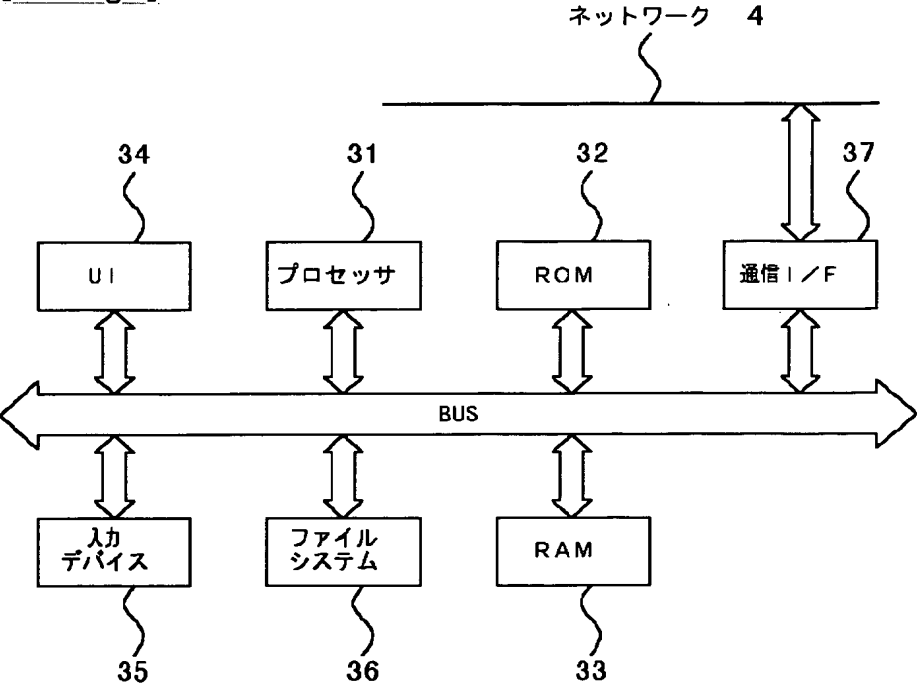 ネットワーク 4
34
31
32
37
UI
プロセッサ
ROM
通信I/F
BUS
入力
デバイス
ファイル
システム
RAM
35
36
33